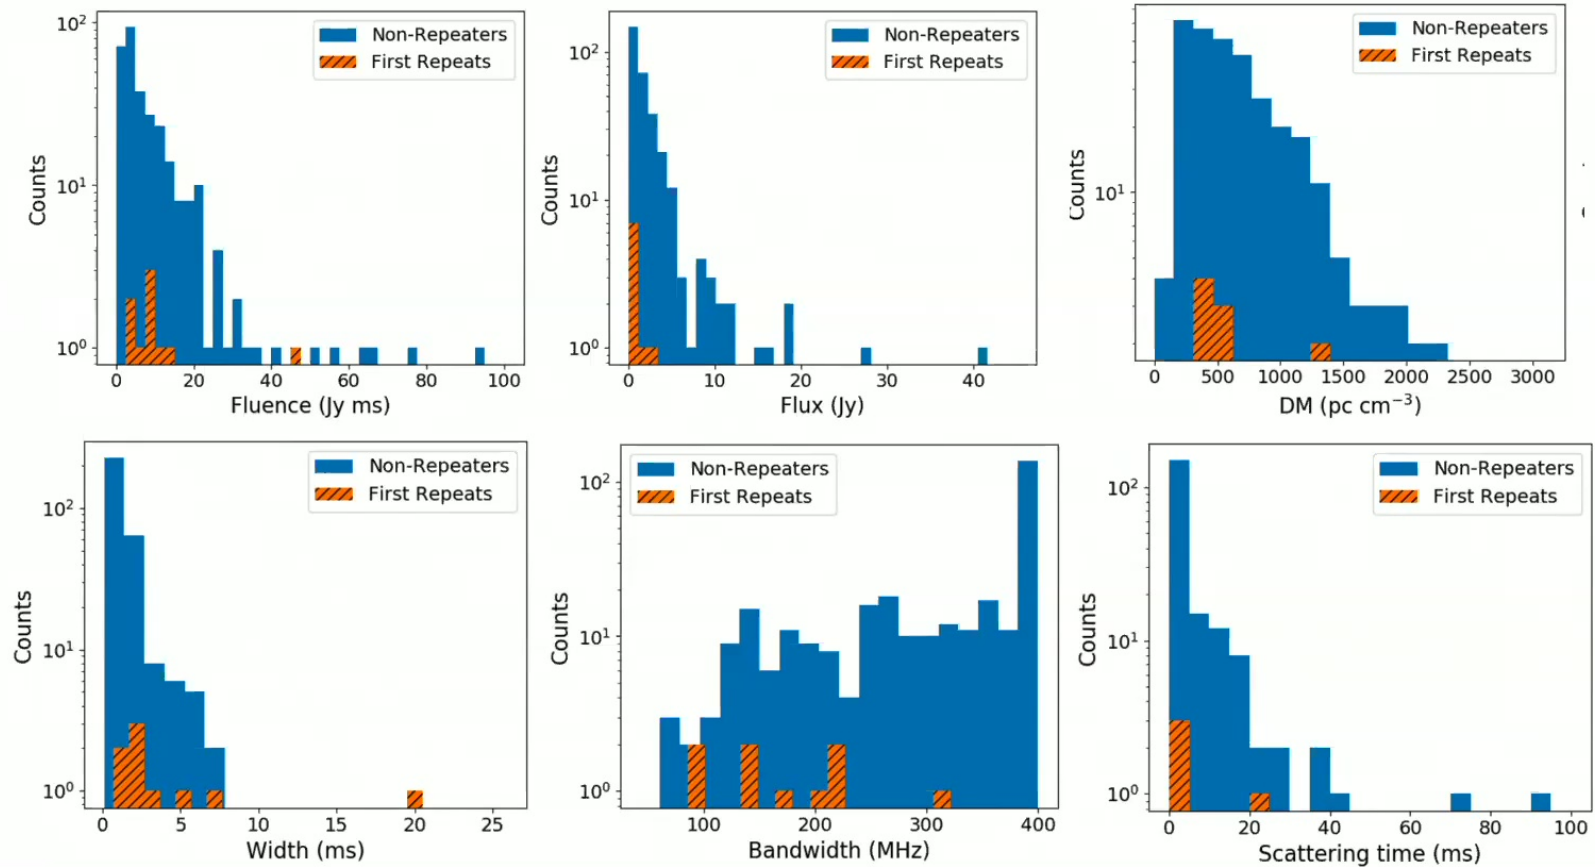 Non-Repeaters
First Repeats
10²
10¹
10⁰
Counts
0 20 40 60 80 100
Fluence (Jy ms)
Non-Repeaters
First Repeats
10²
10¹
10⁰
Counts
0 10 20 30 40
Flux (Jy)
Non-Repeaters
First Repeats
10¹
Counts
0 500 1000 1500 2000 2500 3000
DM (pc cm⁻³)
Non-Repeaters
First Repeats
10²
10¹
10⁰
Counts
0 5 10 15 20 25
Width (ms)
Non-Repeaters
First Repeats
10²
10¹
10⁰
Counts
100 200 300 400
Bandwidth (MHz)
Non-Repeaters
First Repeats
10²
10¹
10⁰
Counts
0 20 40 60 80 100
Scattering time (ms)